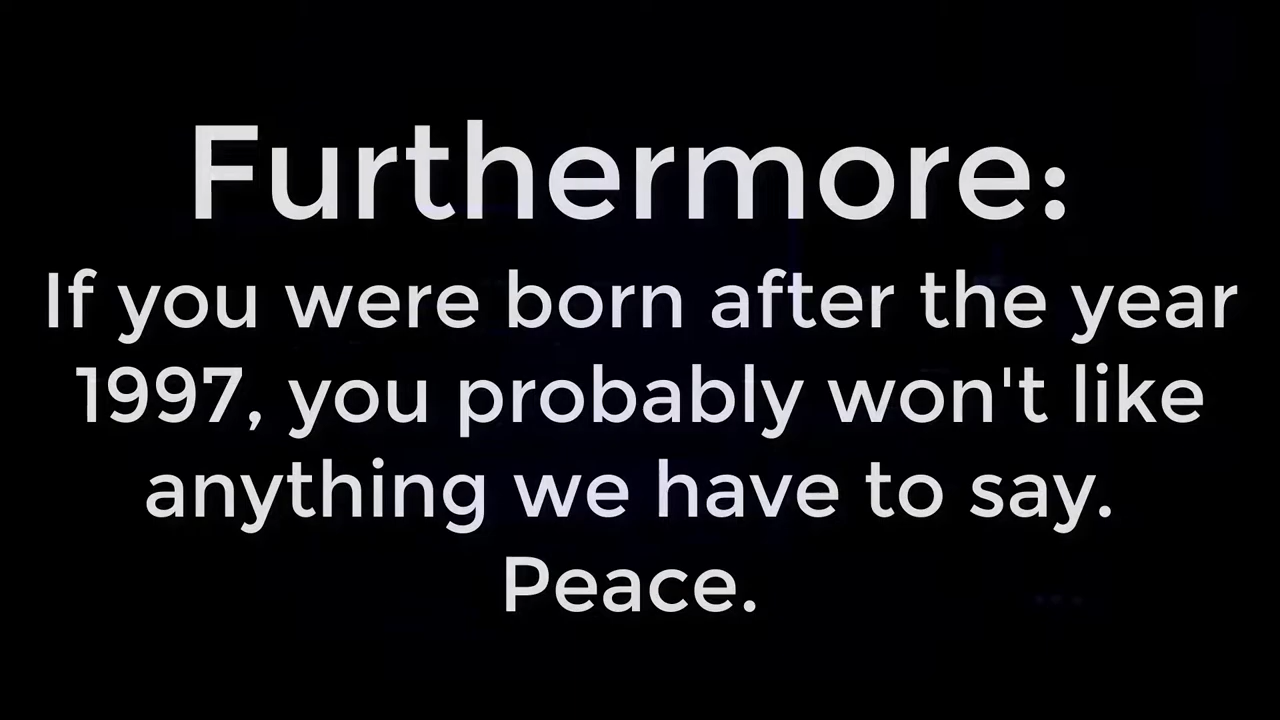 Furthermore:
If you were born after the year
1997, you probably won't like
anything we have to say.
Peace.